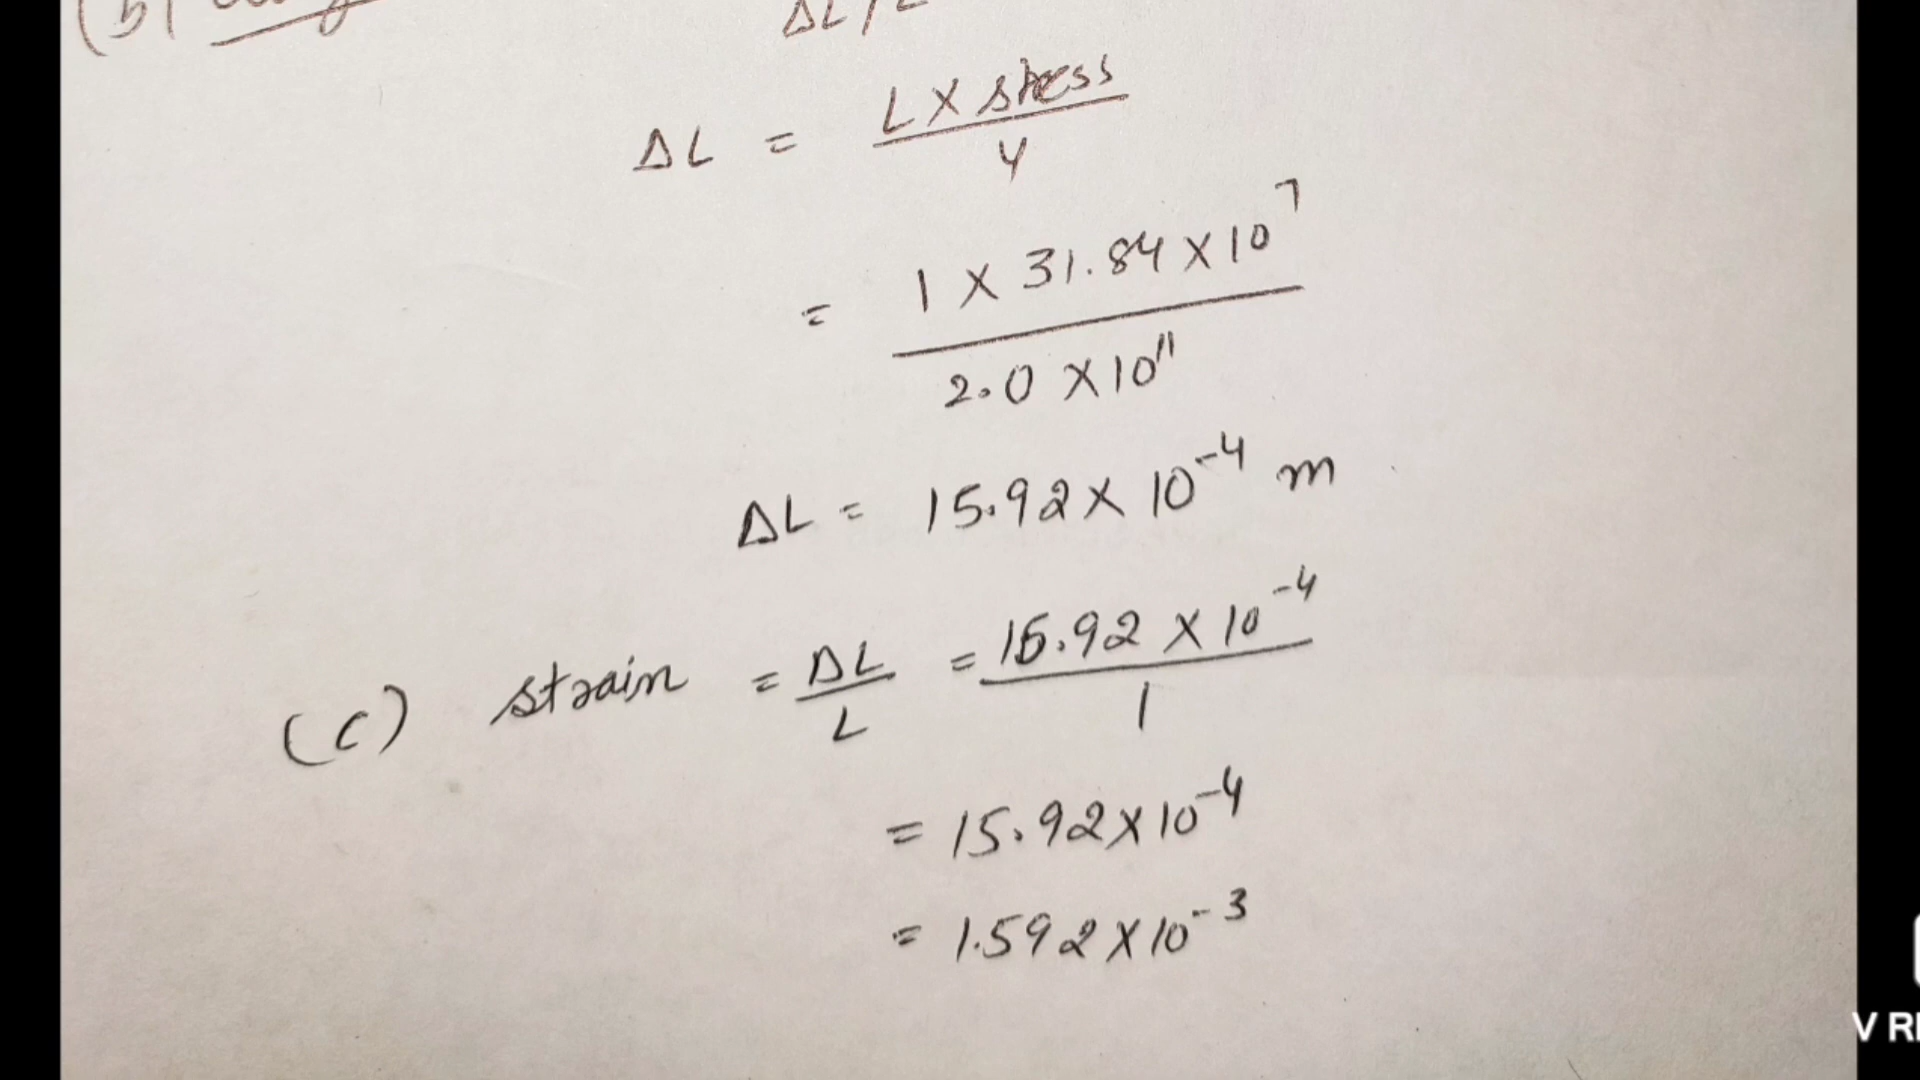 (b)
ΔL/L
ΔL = L X stress / Y
= 1 X 31.84 X 10⁷ / 2.0 X 10¹¹
ΔL = 15.92 X 10⁻⁴ m
(c) strain = ΔL / L = 15.92 X 10⁻⁴ / 1
= 15.92 X 10⁻⁴
= 1.592 X 10⁻³